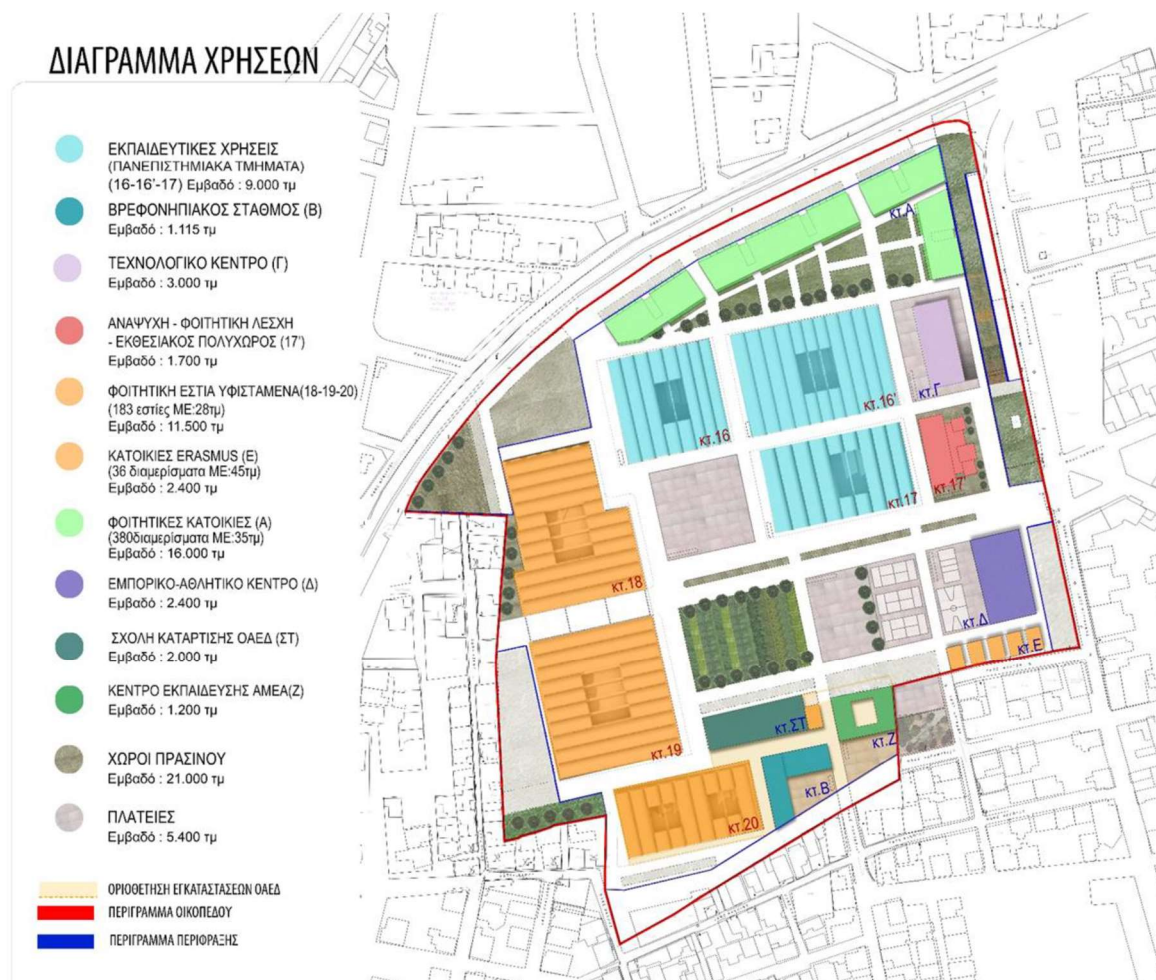 ΔΙΑΓΡΑΜΜΑ ΧΡΗΣΕΩΝ
ΕΚΠΑΙΔΕΥΤΙΚΕΣ ΧΡΗΣΕΙΣ
(ΠΑΝΕΠΙΣΤΗΜΙΑΚΑ ΤΜΗΜΑΤΑ)
(16-16'-17) Εμβαδό : 9.000 τμ
ΒΡΕΦΟΝΗΠΙΑΚΟΣ ΣΤΑΘΜΟΣ (Β)
Εμβαδό : 1.115 τμ
ΤΕΧΝΟΛΟΓΙΚΟ ΚΕΝΤΡΟ (Γ)
Εμβαδό : 3.000 τμ
ΑΝΑΨΥΧΗ - ΦΟΙΤΗΤΙΚΗ ΛΕΣΧΗ
- ΕΚΘΕΣΙΑΚΟΣ ΠΟΛΥΧΩΡΟΣ (17')
Εμβαδό : 1.700 τμ
ΦΟΙΤΗΤΙΚΗ ΕΣΤΙΑ ΥΦΙΣΤΑΜΕΝΑ(18-19-20)
(183 εστίες ΜΕ:28τμ)
Εμβαδό : 11.500 τμ
ΚΑΤΟΙΚΙΕΣ ERASMUS (Ε)
(36 διαμερίσματα ΜΕ:45τμ)
Εμβαδό : 2.400 τμ
ΦΟΙΤΗΤΙΚΕΣ ΚΑΤΟΙΚΙΕΣ (Α)
(380διαμερίσματα ΜΕ:35τμ)
Εμβαδό : 16.000 τμ
ΕΜΠΟΡΙΚΟ-ΑΘΛΗΤΙΚΟ ΚΕΝΤΡΟ (Δ)
Εμβαδό : 2.400 τμ
ΣΧΟΛΗ ΚΑΤΑΡΤΙΣΗΣ ΟΑΕΔ (ΣΤ)
Εμβαδό : 2.000 τμ
ΚΕΝΤΡΟ ΕΚΠΑΙΔΕΥΣΗΣ ΑΜΕΑ(Ζ)
Εμβαδό : 1.200 τμ
ΧΩΡΟΙ ΠΡΑΣΙΝΟΥ
Εμβαδό : 21.000 τμ
ΠΛΑΤΕΙΕΣ
Εμβαδό : 5.400 τμ
ΟΡΙΟΘΕΤΗΣΗ ΕΓΚΑΤΑΣΤΑΣΕΩΝ ΟΑΕΔ
ΠΕΡΙΓΡΑΜΜΑ ΟΙΚΟΠΕΔΟΥ
ΠΕΡΙΓΡΑΜΜΑ ΠΕΡΙΦΡΑΞΗΣ
κτ.Α
κτ.Γ
κτ.16'
κτ.16
κτ.17
κτ.17'
κτ.18
κτ.Δ
κτ.Ε
κτ.ΣΤ
κτ.Ζ
κτ.19
κτ.Β
κτ.20